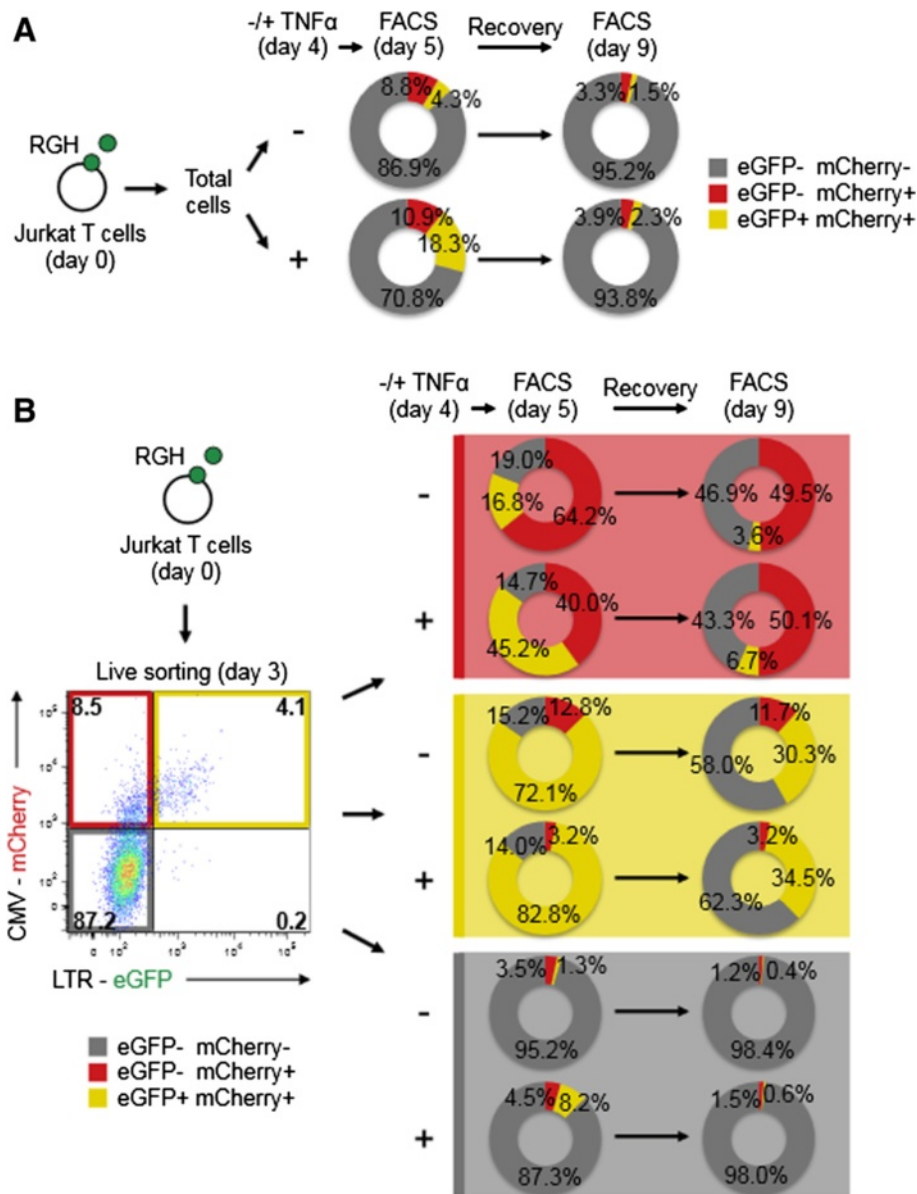 A
-/+ TNFα FACS Recovery FACS
(day 4) (day 5) (day 9)
8.8%
4.3%
86.9%
3.3% 1.5%
95.2%
-
RGH
Total
cells
Jurkat T cells
(day 0)
eGFP- mCherry-
eGFP- mCherry+
eGFP+ mCherry+
+
10.9%
18.3%
70.8%
3.9% 2.3%
93.8%
B
-/+ TNFα FACS Recovery FACS
(day 4) (day 5) (day 9)
RGH
Jurkat T cells
(day 0)
Live sorting (day 3)
8.5 4.1
87.2 0.2
CMV - mCherry
LTR - eGFP
0 10² 10³ 10⁴ 10⁵
eGFP- mCherry-
eGFP- mCherry+
eGFP+ mCherry+
-
19.0%
16.8%
64.2%
46.9% 49.5%
3.6%
+
14.7%
40.0%
45.2%
43.3% 50.1%
6.7%
-
15.2% 12.8%
72.1%
11.7%
30.3%
58.0%
+
14.0% 3.2%
82.8%
3.2%
34.5%
62.3%
-
3.5% 1.3%
95.2%
1.2% 0.4%
98.4%
+
4.5% 8.2%
87.3%
1.5% 0.6%
98.0%